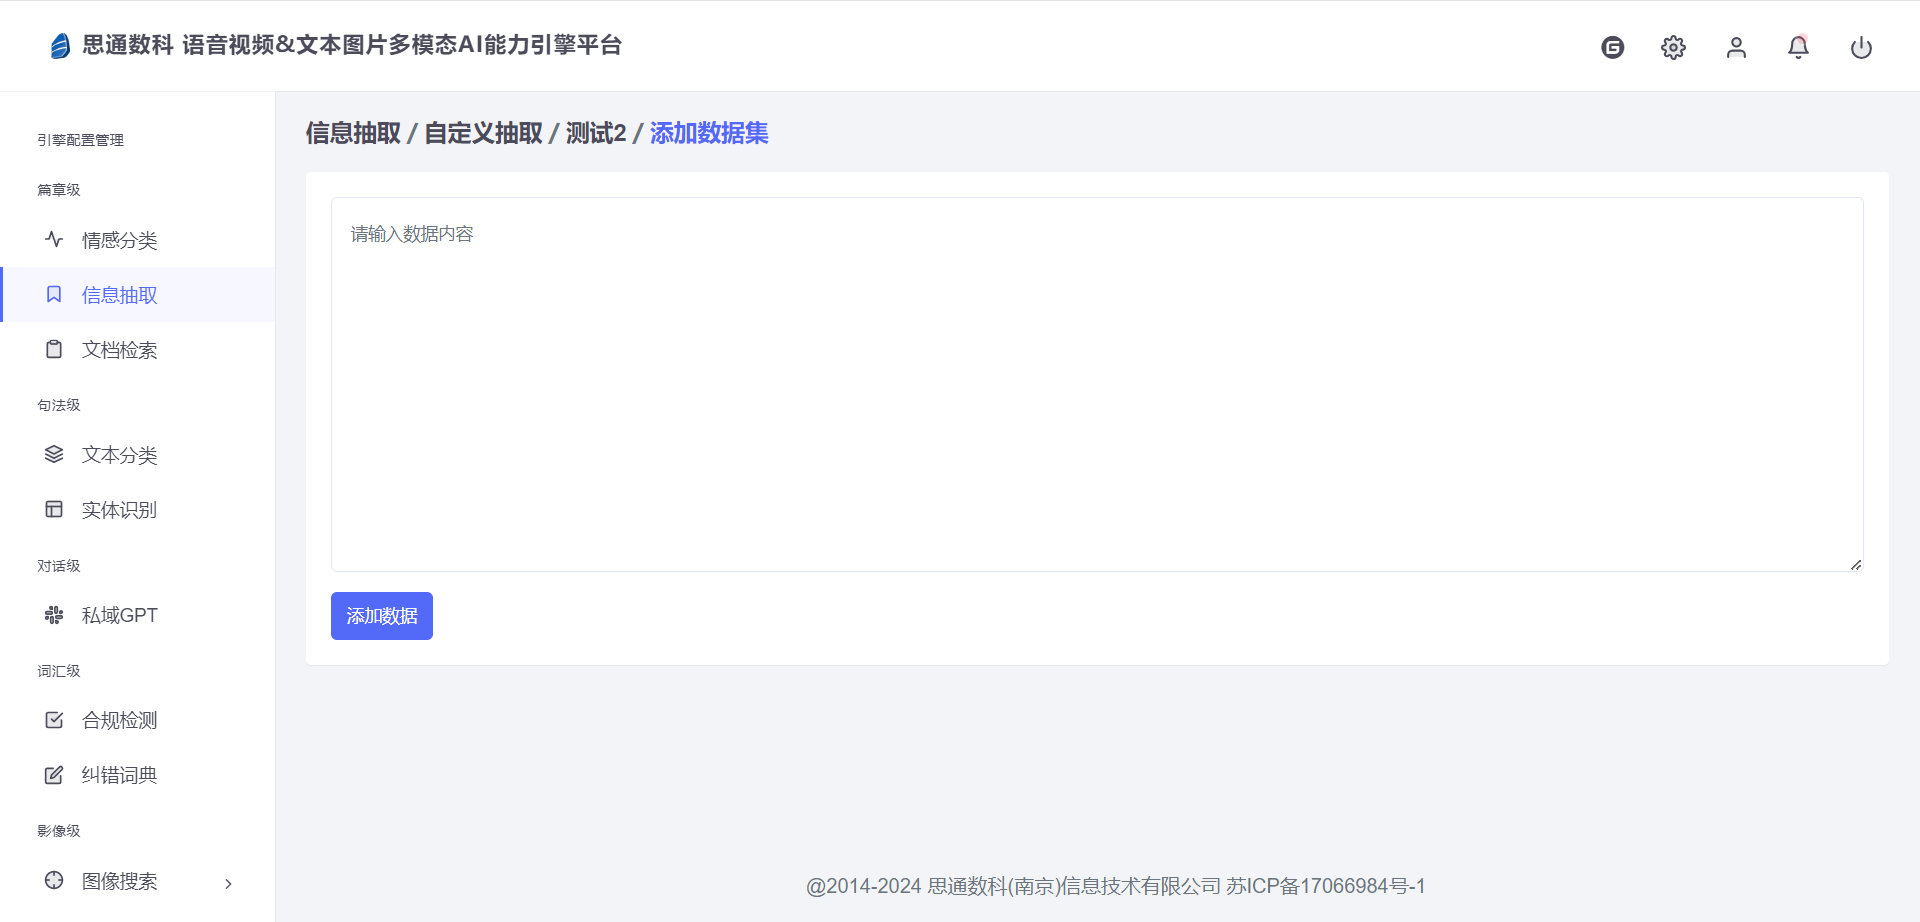 思通数科 语音视频&文本图片多模态AI能力引擎平台
引擎配置管理
篇章级
情感分类
信息抽取
文档检索
句法级
文本分类
实体识别
对话级
私域GPT
词汇级
合规检测
纠错词典
影像级
图像搜索
信息抽取 / 自定义抽取 / 测试2 / 添加数据集
请输入数据内容
添加数据
@2014-2024 思通数科(南京)信息技术有限公司 苏ICP备17066984号-1